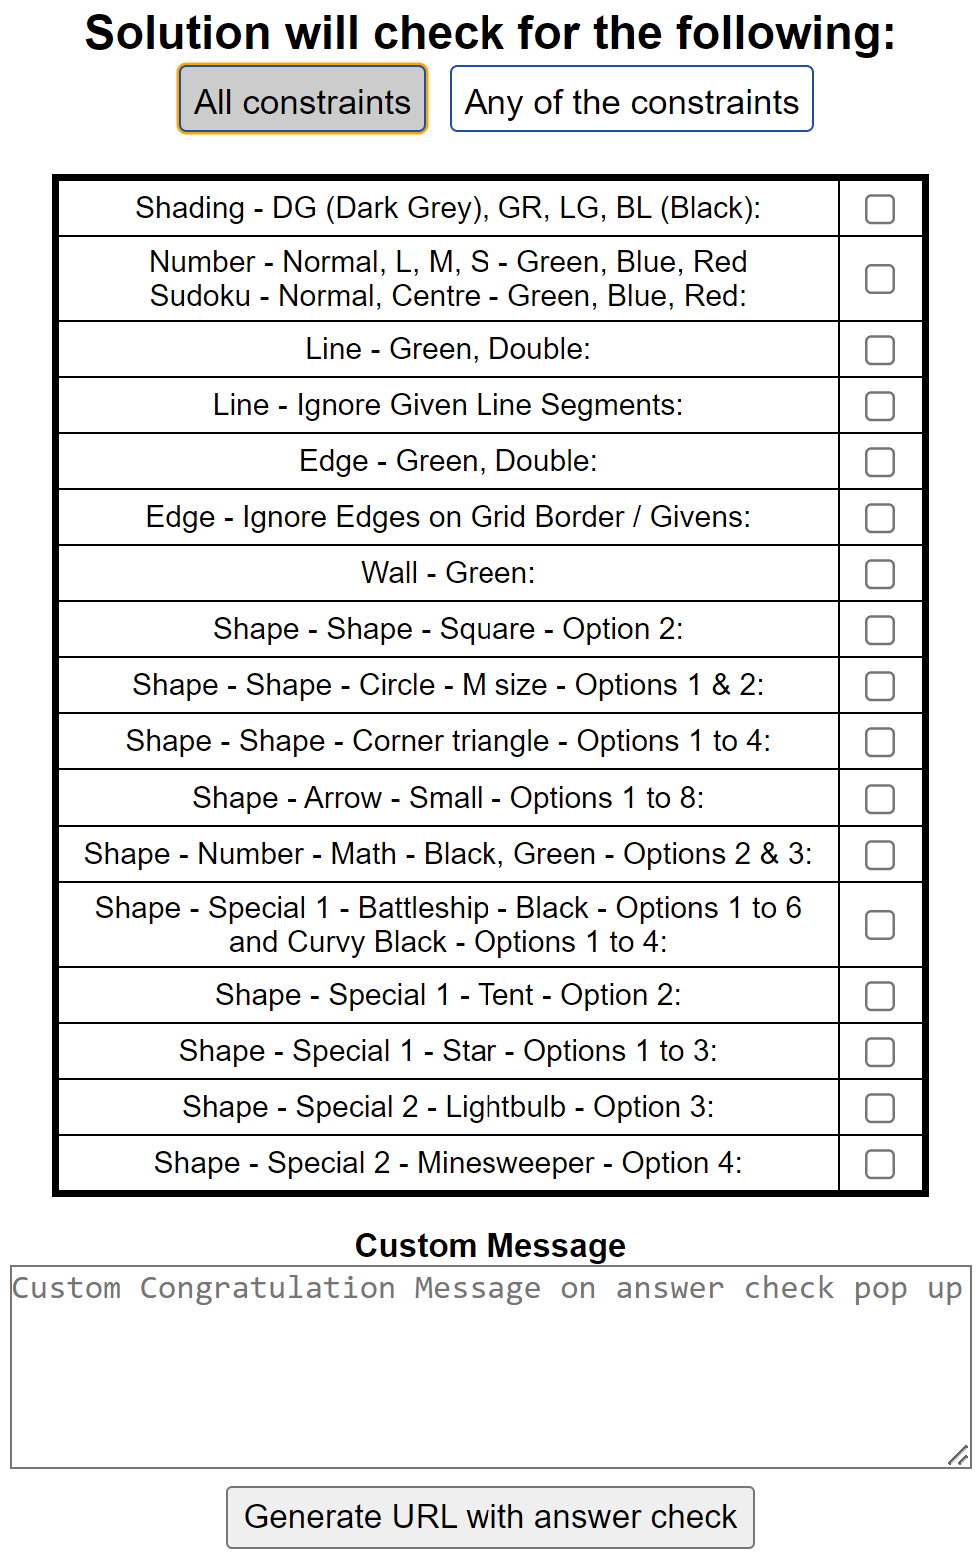 Solution will check for the following:
All constraints
Any of the constraints
Shading - DG (Dark Grey), GR, LG, BL (Black):
Number - Normal, L, M, S - Green, Blue, Red
Sudoku - Normal, Centre - Green, Blue, Red:
Line - Green, Double:
Line - Ignore Given Line Segments:
Edge - Green, Double:
Edge - Ignore Edges on Grid Border / Givens:
Wall - Green:
Shape - Shape - Square - Option 2:
Shape - Shape - Circle - M size - Options 1 & 2:
Shape - Shape - Corner triangle - Options 1 to 4:
Shape - Arrow - Small - Options 1 to 8:
Shape - Number - Math - Black, Green - Options 2 & 3:
Shape - Special 1 - Battleship - Black - Options 1 to 6
and Curvy Black - Options 1 to 4:
Shape - Special 1 - Tent - Option 2:
Shape - Special 1 - Star - Options 1 to 3:
Shape - Special 2 - Lightbulb - Option 3:
Shape - Special 2 - Minesweeper - Option 4:
Custom Message
Custom Congratulation Message on answer check pop up
Generate URL with answer check